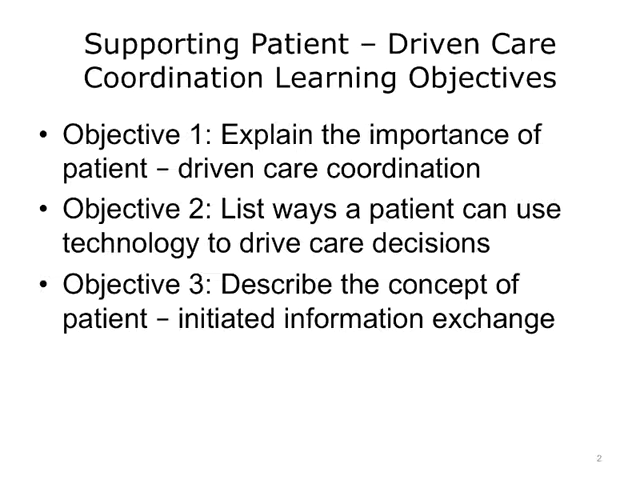 Supporting Patient – Driven Care
Coordination Learning Objectives
• Objective 1: Explain the importance of
patient – driven care coordination
• Objective 2: List ways a patient can use
technology to drive care decisions
• Objective 3: Describe the concept of
patient – initiated information exchange
2